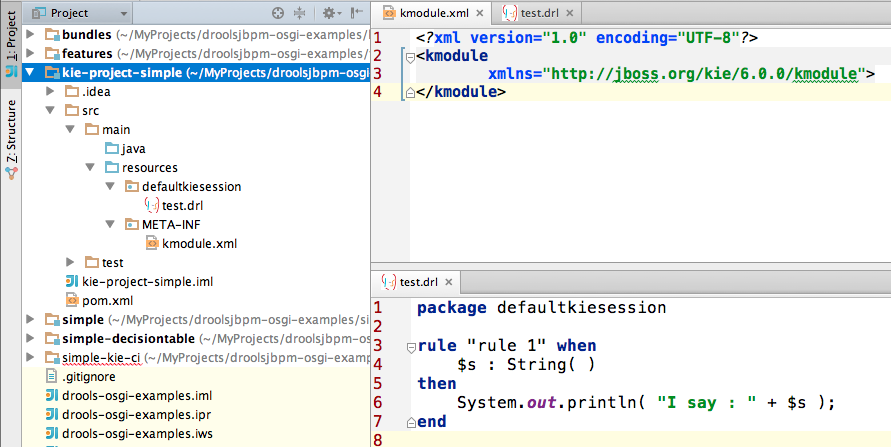 1: Project
Z: Structure
Project
bundles (~/MyProjects/droolsjbpm-osgi-examples/
features (~/MyProjects/droolsjbpm-osgi-examples/
kie-project-simple (~/MyProjects/droolsjbpm-osgi
.idea
src
main
java
resources
defaultkiesession
test.drl
META-INF
kmodule.xml
test
kie-project-simple.iml
pom.xml
simple (~/MyProjects/droolsjbpm-osgi-examples/si
simple-decisiontable (~/MyProjects/droolsjbpm-o
simple-kie-ci (~/MyProjects/droolsjbpm-osgi-exam
.gitignore
drools-osgi-examples.iml
drools-osgi-examples.ipr
drools-osgi-examples.iws
kmodule.xml × test.drl ×
1 <?xml version="1.0" encoding="UTF-8"?>
2 <kmodule
3 xmlns="http://jboss.org/kie/6.0.0/kmodule">
4 </kmodule>
test.drl ×
1 package defaultkiesession
2
3 rule "rule 1" when
4 $s : String( )
5 then
6 System.out.println( "I say : " + $s );
7 end
8